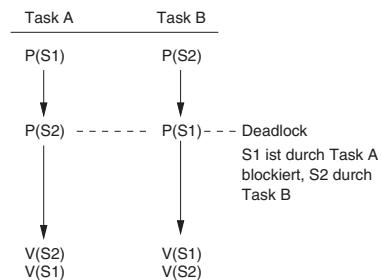 Task A Task B
P(S1) P(S2)
P(S2) P(S1) Deadlock
S1 ist durch Task A
blockiert, S2 durch
Task B
V(S2) V(S1)
V(S1) V(S2)